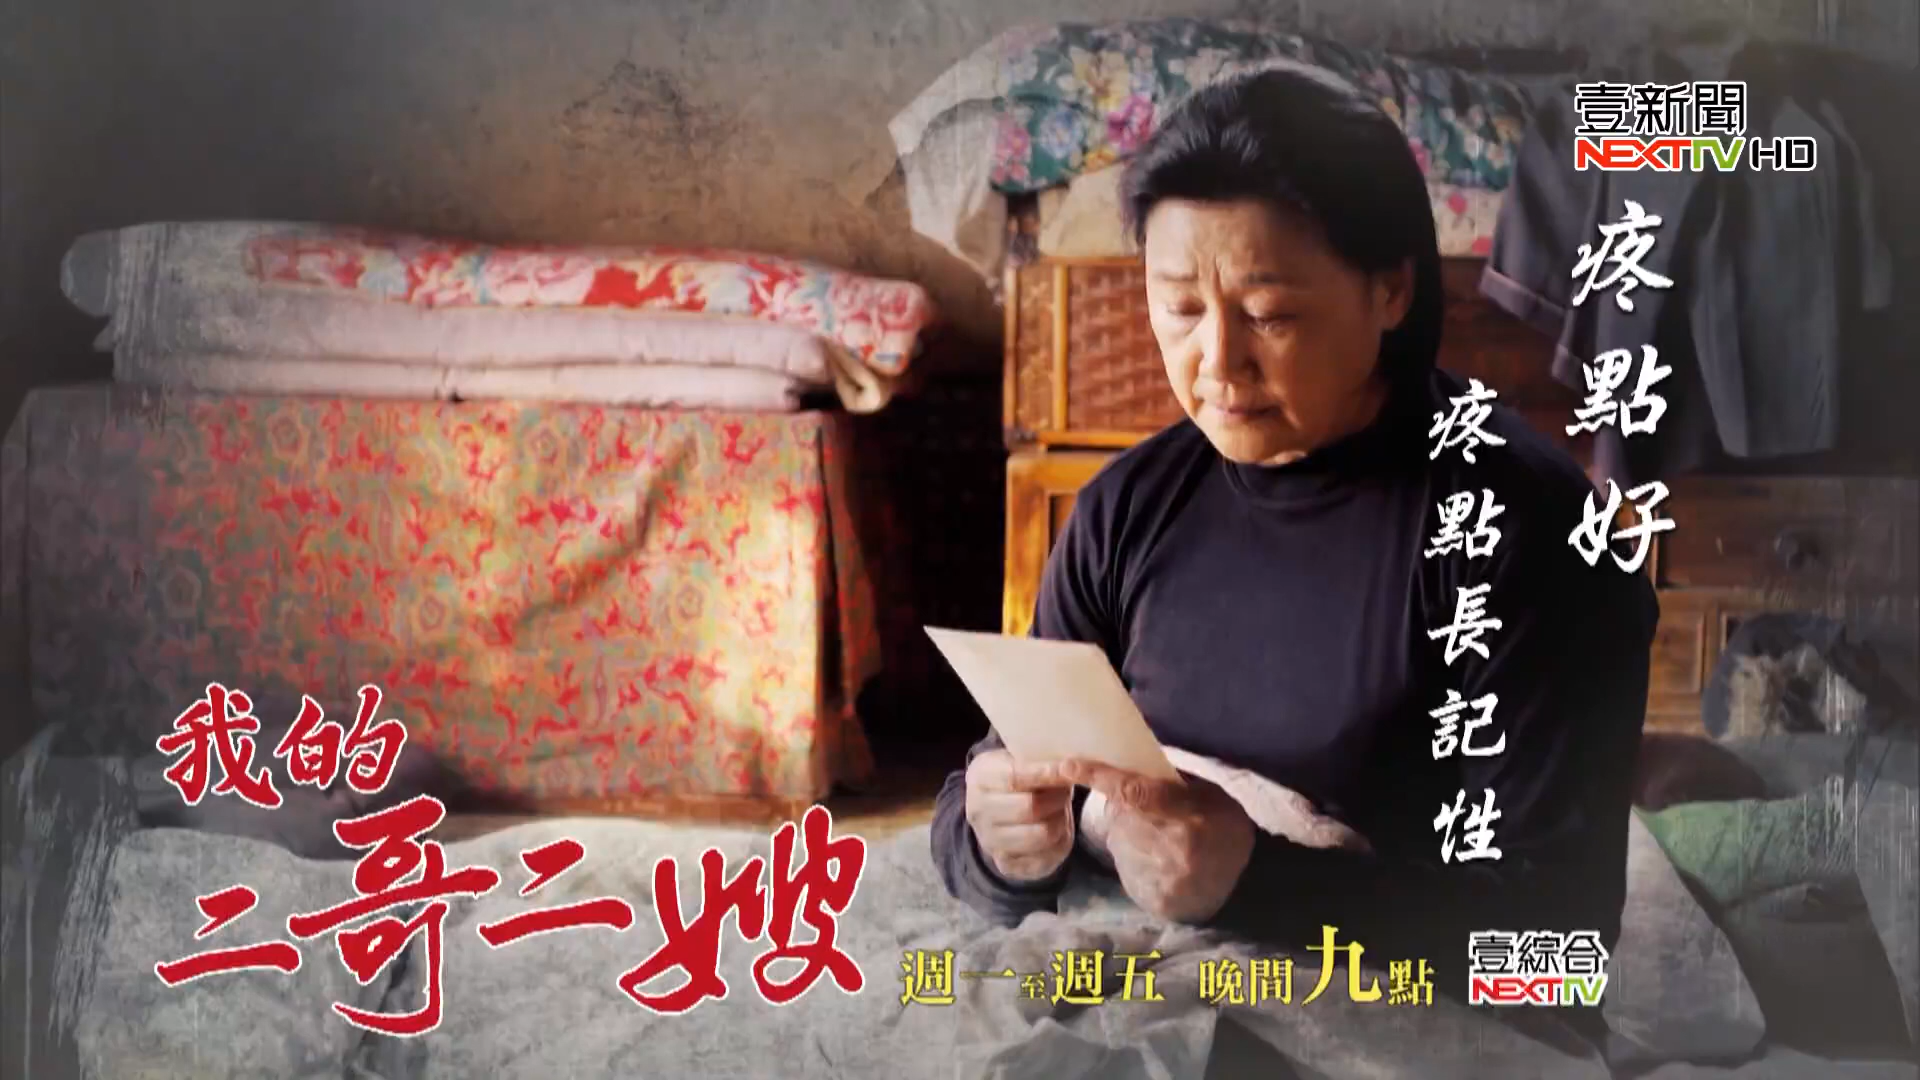 壹新聞
NEXTTV HD
疼點好
疼點長記性
我的
二哥二嫂
週一至週五 晚間九點
壹綜合
NEXTTV